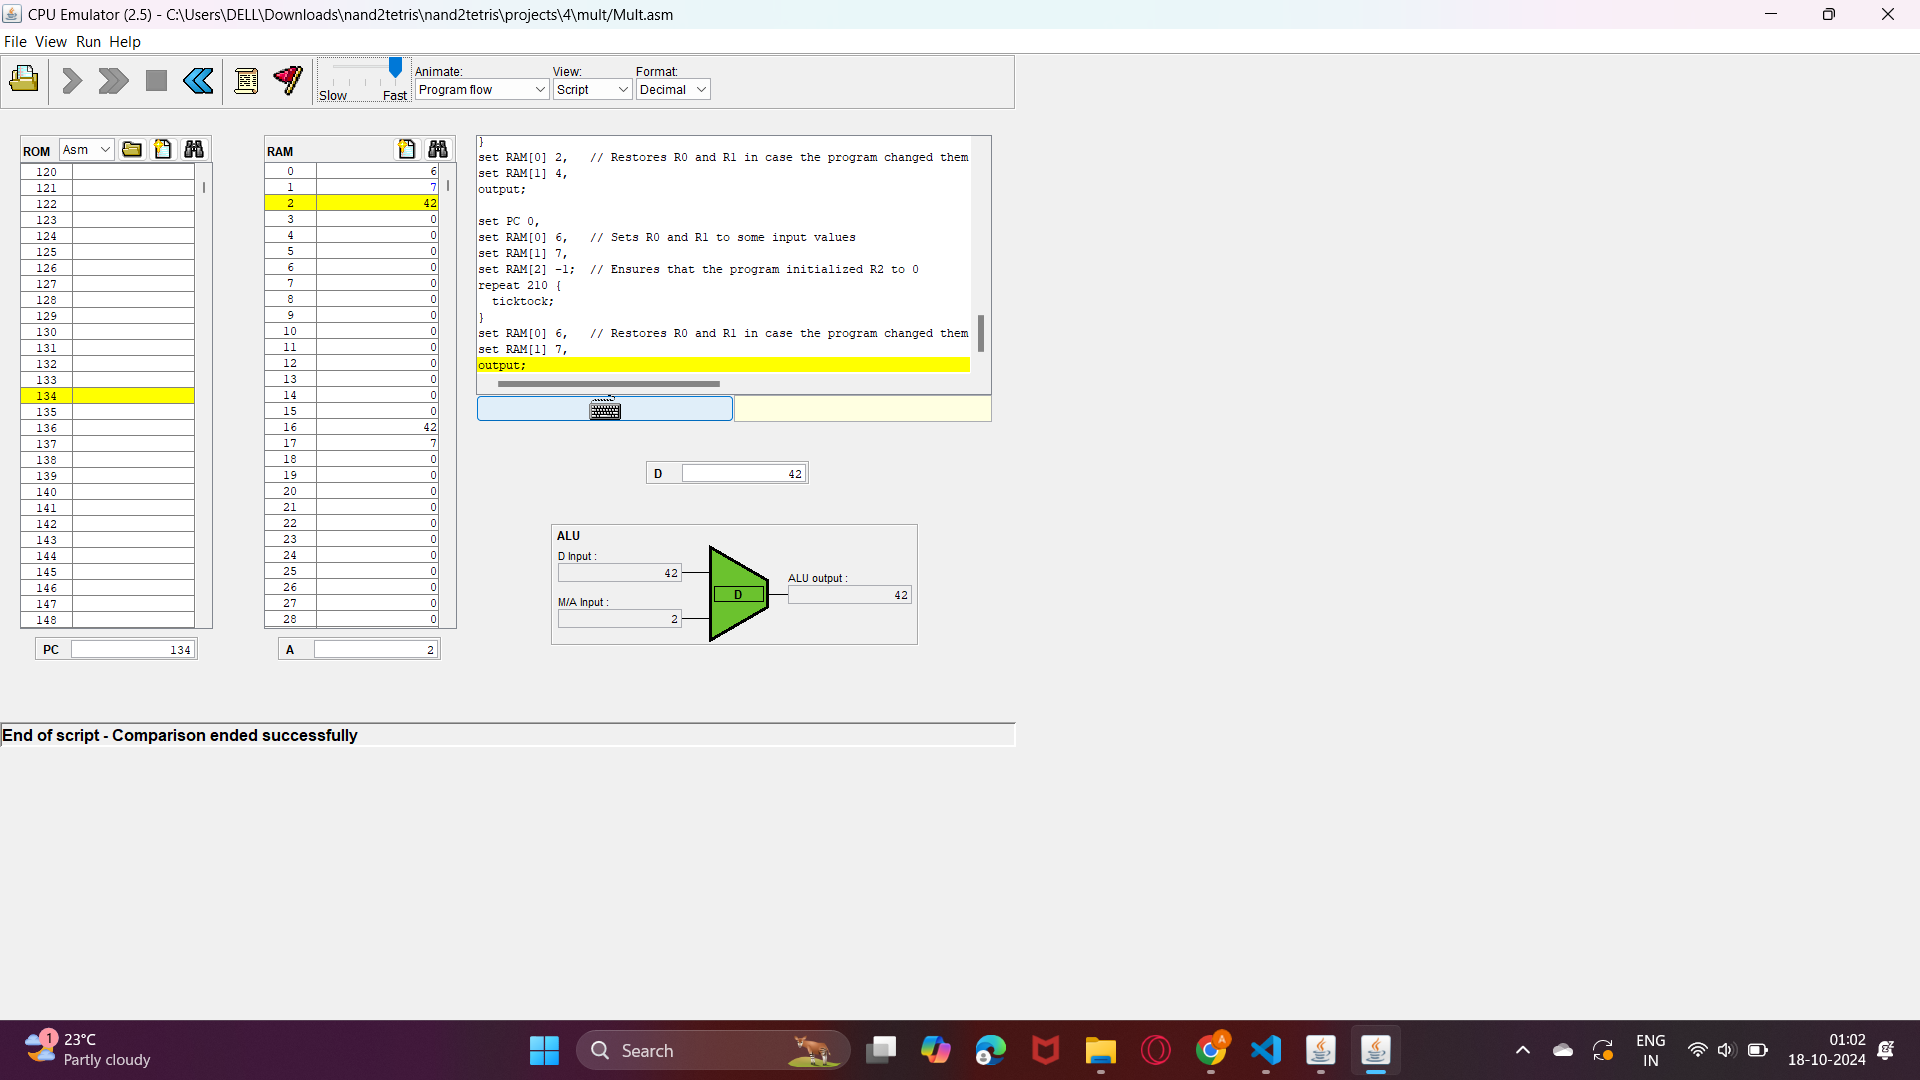 CPU Emulator (2.5) - C:\Users\DELL\Downloads\nand2tetris\nand2tetris\projects\4\mult/Mult.asm
File View Run Help
Slow Fast
Animate: View: Format:
Program flow Script Decimal
ROM Asm
120
121
122
123
124
125
126
127
128
129
130
131
132
133
134
135
136
137
138
139
140
141
142
143
144
145
146
147
148
PC 134
RAM
0 6
1 7
2 42
3 0
4 0
5 0
6 0
7 0
8 0
9 0
10 0
11 0
12 0
13 0
14 0
15 0
16 42
17 7
18 0
19 0
20 0
21 0
22 0
23 0
24 0
25 0
26 0
27 0
28 0
A 2
}
set RAM[0] 2,   // Restores R0 and R1 in case the program changed them
set RAM[1] 4,
output;
set PC 0,
set RAM[0] 6,   // Sets R0 and R1 to some input values
set RAM[1] 7,
set RAM[2] -1;  // Ensures that the program initialized R2 to 0
repeat 210 {
  ticktock;
}
set RAM[0] 6,   // Restores R0 and R1 in case the program changed them
set RAM[1] 7,
output;
D 42
ALU
D Input :
42
M/A Input :
2
D
ALU output :
42
End of script - Comparison ended successfully
1
23°C
Partly cloudy
Search
A
ENG
IN
01:02
18-10-2024